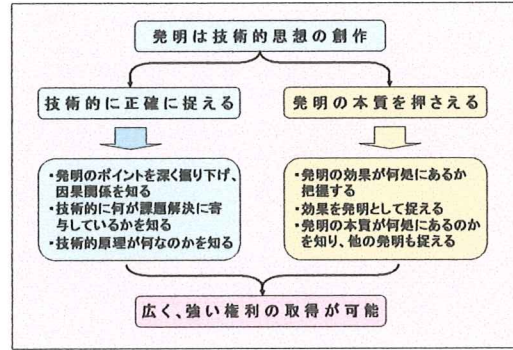 発明は技術的思想の創作
技術的に正確に捉える
発明の本質を押さえる
・発明のポイントを深く掘り下げ、
因果関係を知る
・技術的に何が課題解決に寄
与しているかを知る
・技術的原理が何なのかを知る
・発明の効果が何処にあるか
把握する
・効果を発明として捉える
・発明の本質が何処にあるのか
を知り、他の発明も捉える
広く、強い権利の取得が可能